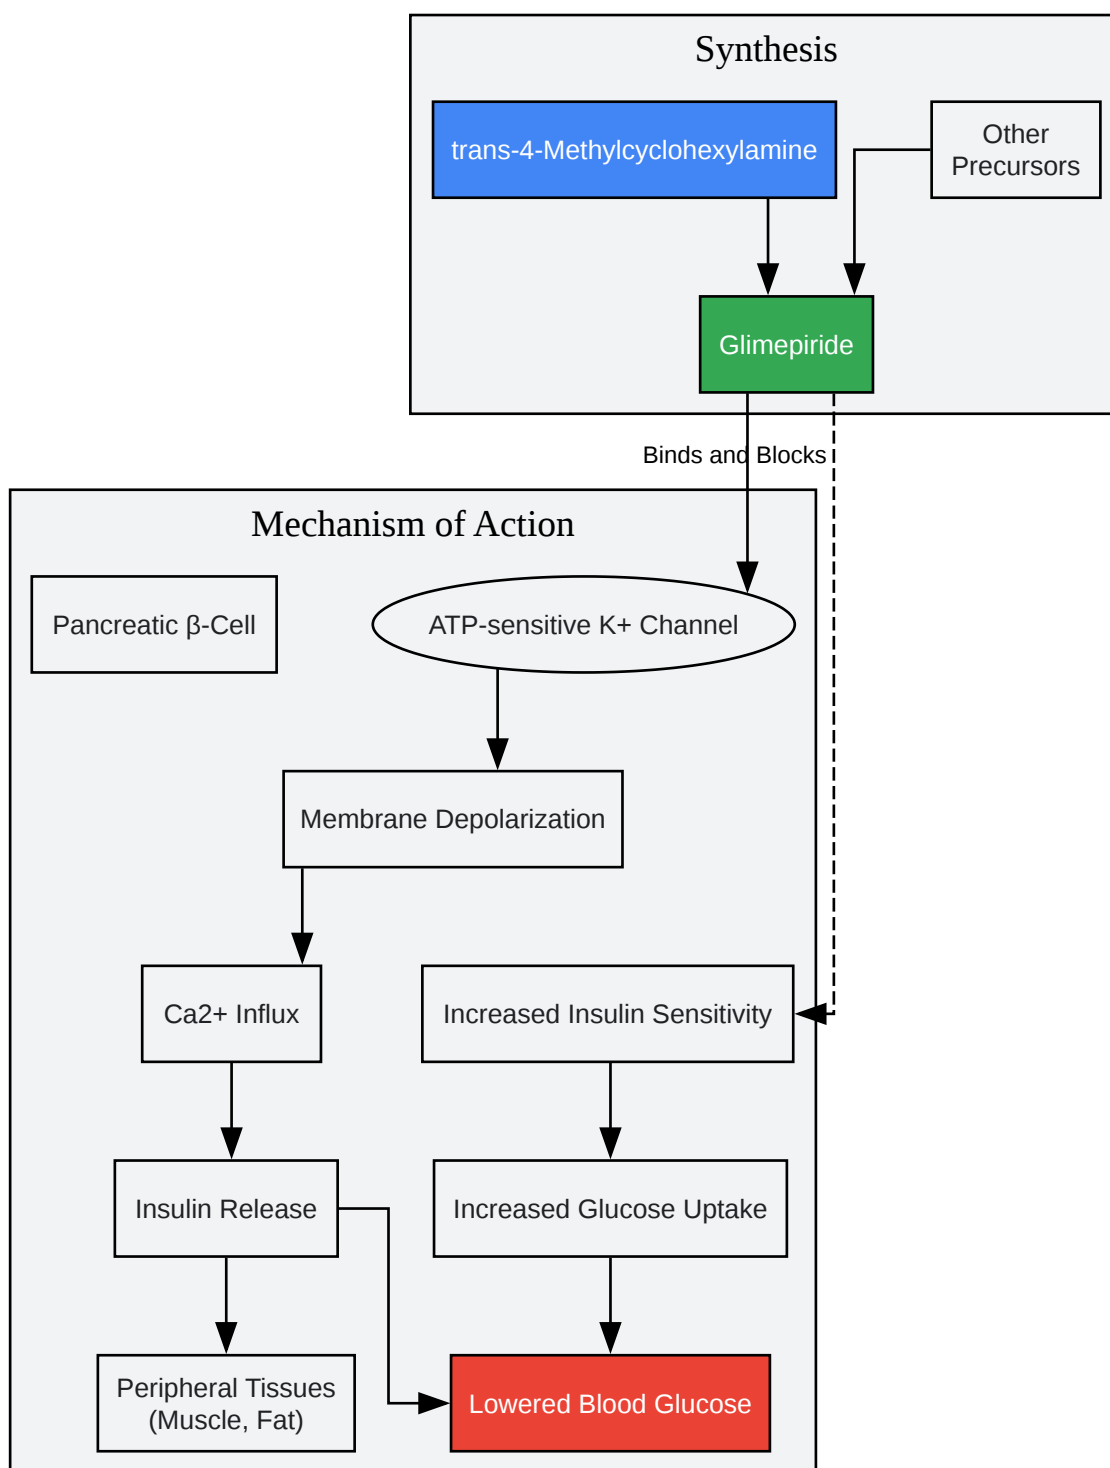 Synthesis
trans-4-Methylcyclohexylamine
Other
Precursors
Glimepiride
Binds and Blocks
Mechanism of Action
Pancreatic β-Cell
ATP-sensitive K+ Channel
Membrane Depolarization
Ca2+ Influx
Increased Insulin Sensitivity
Insulin Release
Increased Glucose Uptake
Peripheral Tissues
(Muscle, Fat)
Lowered Blood Glucose